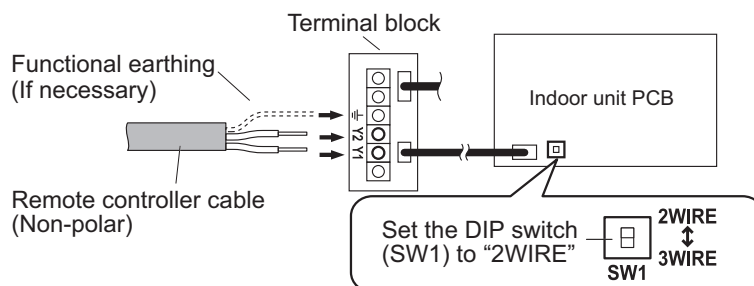 Terminal block
Functional earthing
(If necessary)
Indoor unit PCB
Y2
Y1
Remote controller cable
(Non-polar)
Set the DIP switch
(SW1) to “2WIRE”
2WIRE
3WIRE
SW1